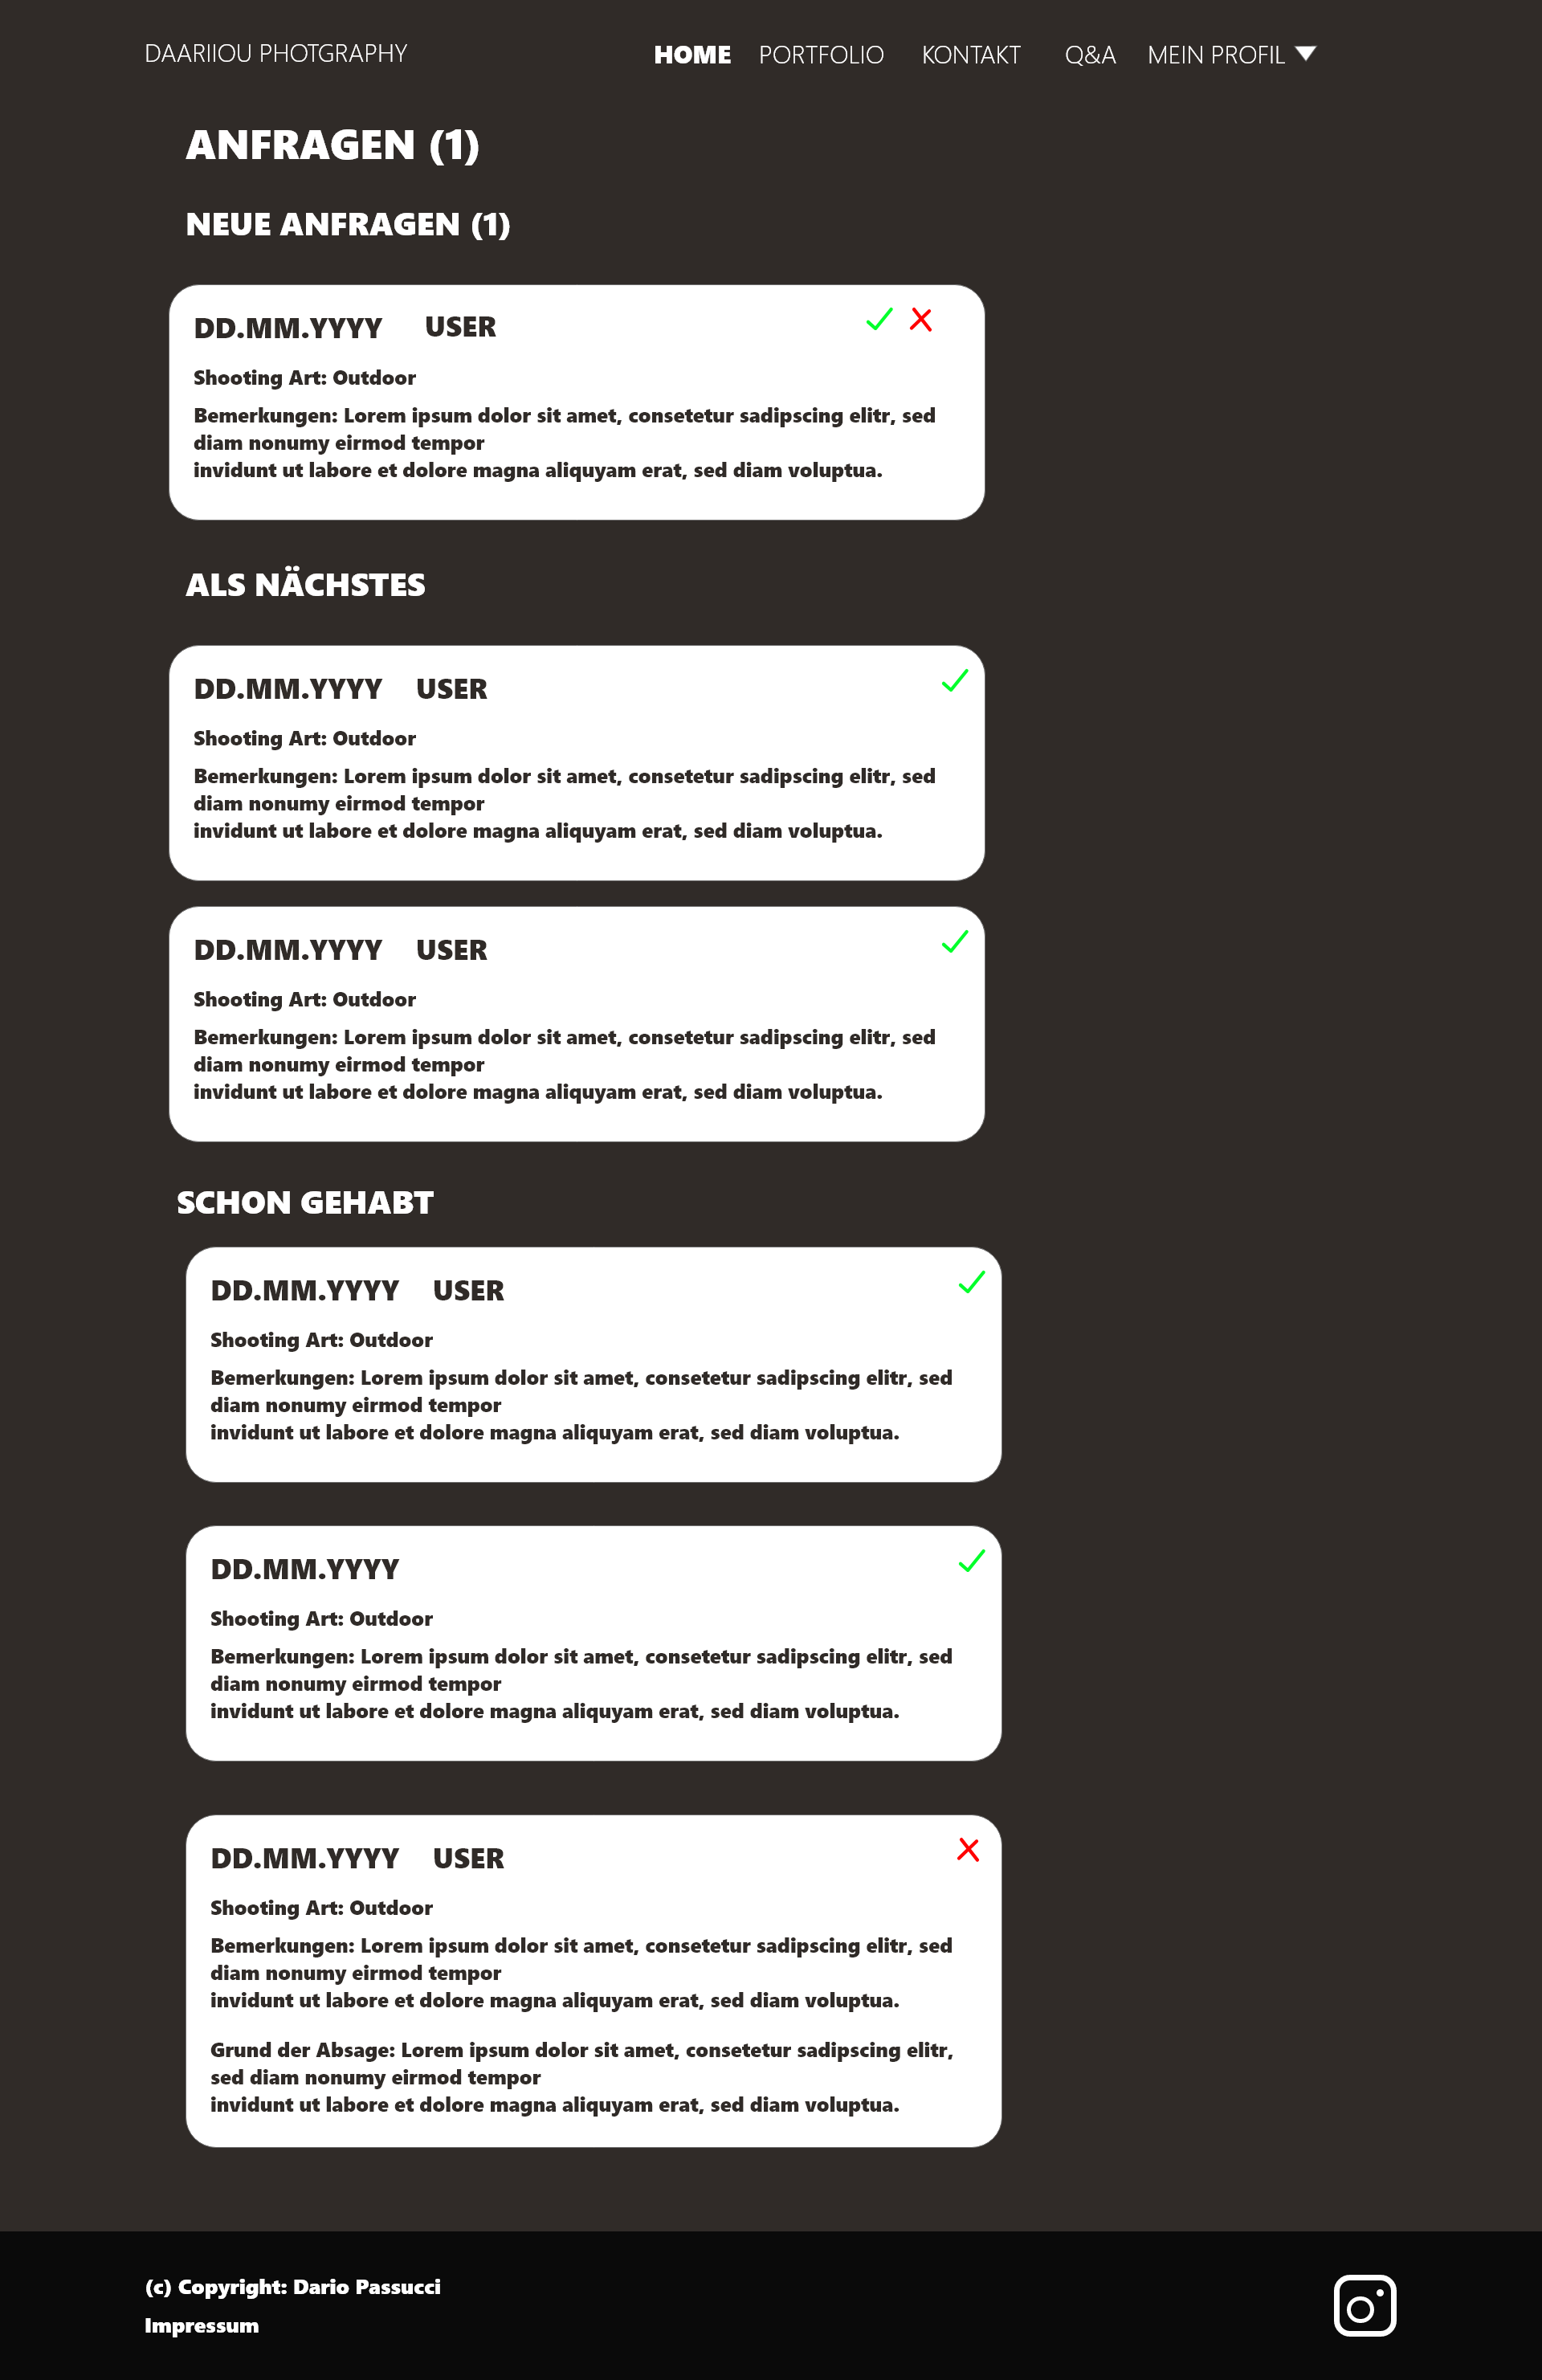 DAARIIOU PHOTGRAPHY
HOME PORTFOLIO KONTAKT Q&A MEIN PROFIL
ANFRAGEN (1)
NEUE ANFRAGEN (1)
DD.MM.YYYY USER
Shooting Art: Outdoor
Bemerkungen: Lorem ipsum dolor sit amet, consetetur sadipscing elitr, sed
diam nonumy eirmod tempor
invidunt ut labore et dolore magna aliquyam erat, sed diam voluptua.
ALS NÄCHSTES
DD.MM.YYYY USER
Shooting Art: Outdoor
Bemerkungen: Lorem ipsum dolor sit amet, consetetur sadipscing elitr, sed
diam nonumy eirmod tempor
invidunt ut labore et dolore magna aliquyam erat, sed diam voluptua.
DD.MM.YYYY USER
Shooting Art: Outdoor
Bemerkungen: Lorem ipsum dolor sit amet, consetetur sadipscing elitr, sed
diam nonumy eirmod tempor
invidunt ut labore et dolore magna aliquyam erat, sed diam voluptua.
SCHON GEHABT
DD.MM.YYYY USER
Shooting Art: Outdoor
Bemerkungen: Lorem ipsum dolor sit amet, consetetur sadipscing elitr, sed
diam nonumy eirmod tempor
invidunt ut labore et dolore magna aliquyam erat, sed diam voluptua.
DD.MM.YYYY
Shooting Art: Outdoor
Bemerkungen: Lorem ipsum dolor sit amet, consetetur sadipscing elitr, sed
diam nonumy eirmod tempor
invidunt ut labore et dolore magna aliquyam erat, sed diam voluptua.
DD.MM.YYYY USER
Shooting Art: Outdoor
Bemerkungen: Lorem ipsum dolor sit amet, consetetur sadipscing elitr, sed
diam nonumy eirmod tempor
invidunt ut labore et dolore magna aliquyam erat, sed diam voluptua.
Grund der Absage: Lorem ipsum dolor sit amet, consetetur sadipscing elitr,
sed diam nonumy eirmod tempor
invidunt ut labore et dolore magna aliquyam erat, sed diam voluptua.
(c) Copyright: Dario Passucci
Impressum